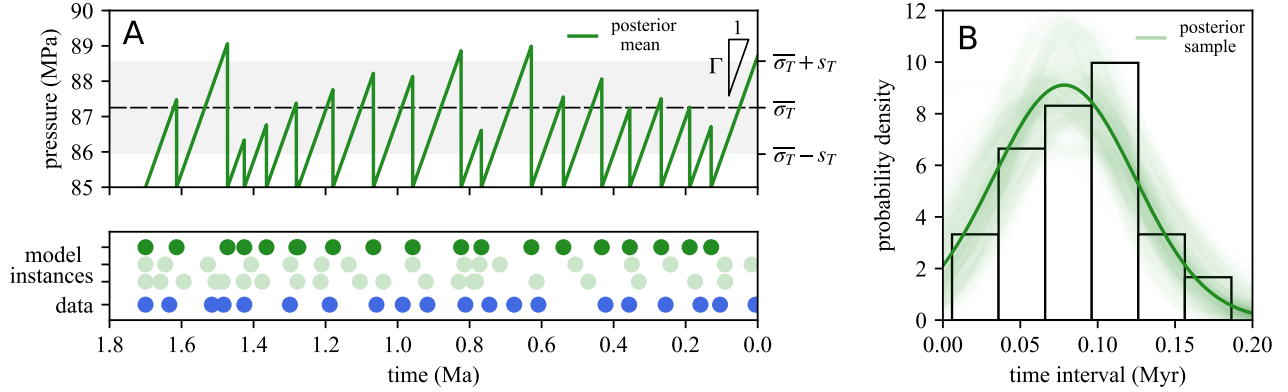 A
90
89
88
87
86
85
pressure (MPa)
posterior
mean
1
Γ
σ̅_T + s_T
σ̅_T
σ̅_T − s_T
model
instances
data
1.8
1.6
1.4
1.2
1.0
0.8
0.6
0.4
0.2
0.0
time (Ma)
B
12
10
8
6
4
2
0
probability density
posterior
sample
0.00
0.05
0.10
0.15
0.20
time interval (Myr)